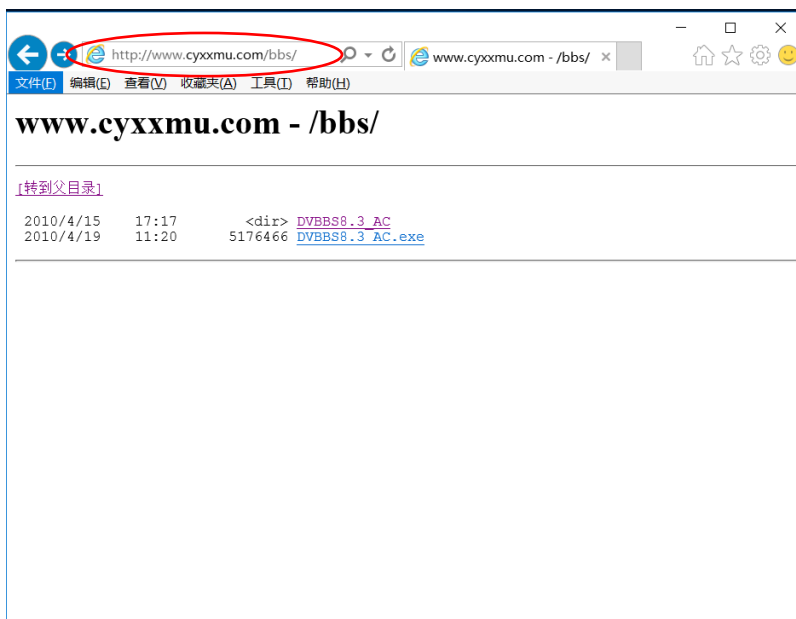 http://www.cyxxmu.com/bbs/
www.cyxxmu.com - /bbs/
文件(F) 编辑(E) 查看(V) 收藏夹(A) 工具(T) 帮助(H)
www.cyxxmu.com - /bbs/
[转到父目录]
2010/4/15 17:17 <dir> DVBBS8.3_AC
2010/4/19 11:20 5176466 DVBBS8.3_AC.exe